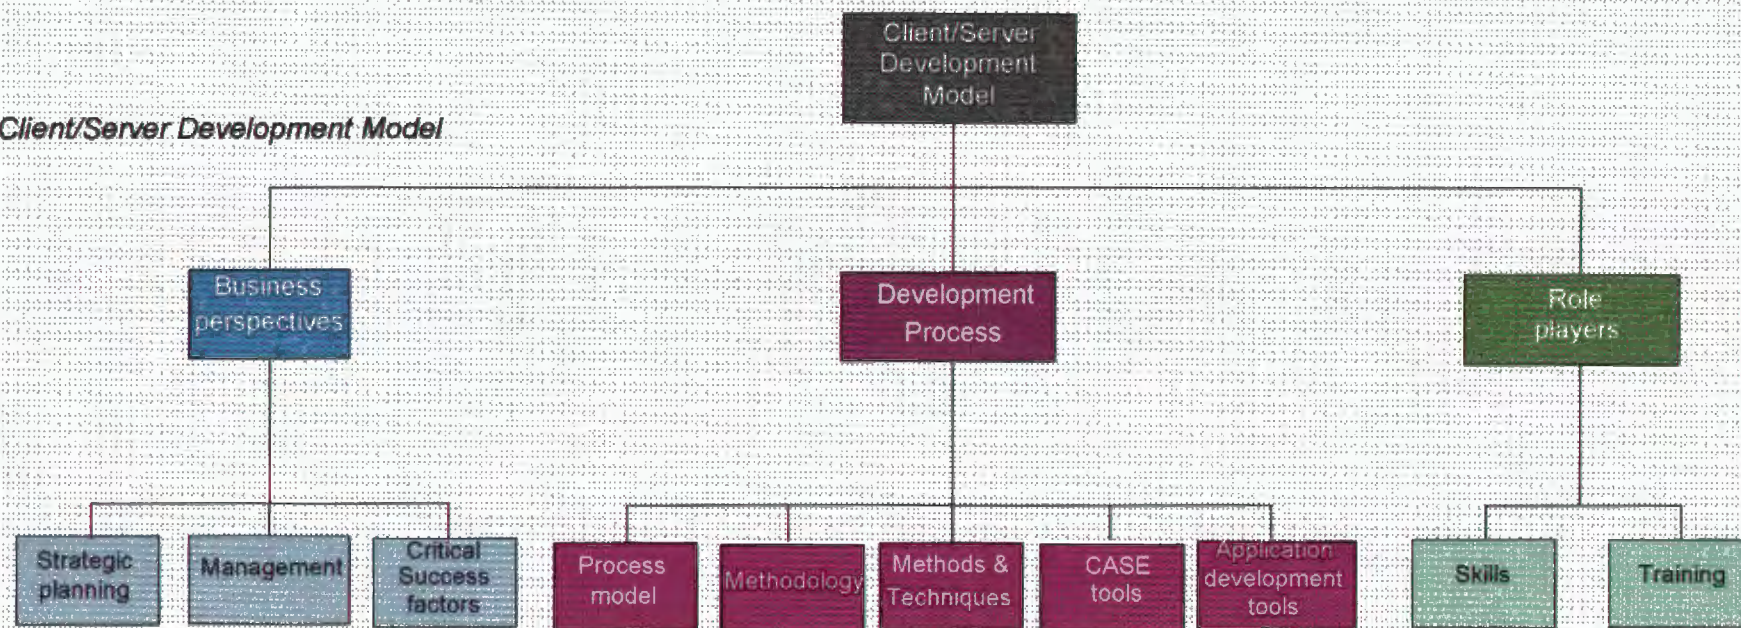 Client/Server
Development
Model
Client/Server Development Model
Business
perspectives
Development
Process
Role
players
Strategic
planning
Management
Critical
Success
factors
Process
model
Methodology
Methods &
Techniques
CASE
tools
Application
development
tools
Skills
Training